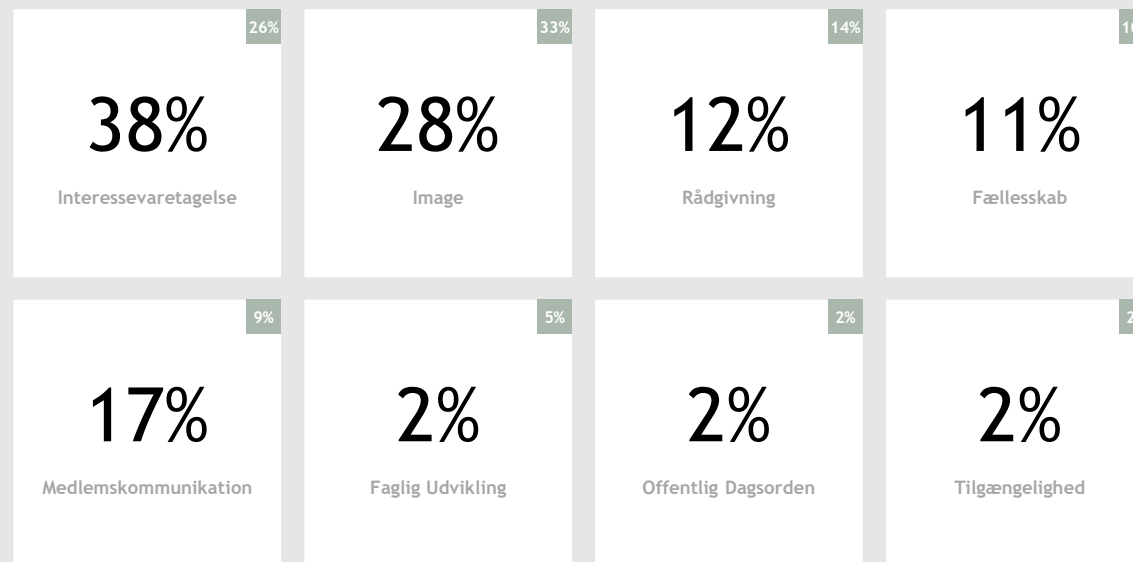 26%
38%
Interessevaretagelse
33%
28%
Image
14%
12%
Rådgivning
11%
Fællesskab
9%
17%
Medlemskommunikation
5%
2%
Faglig Udvikling
2%
2%
Offentlig Dagsorden
2%
Tilgængelighed